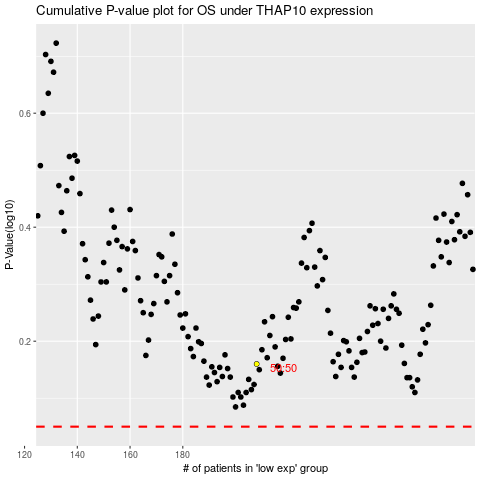 Cumulative P-value plot for OS under THAP10 expression
P-Value(log10)
0.6
0.4
0.2
50:50
120
140
160
180
# of patients in 'low exp' group